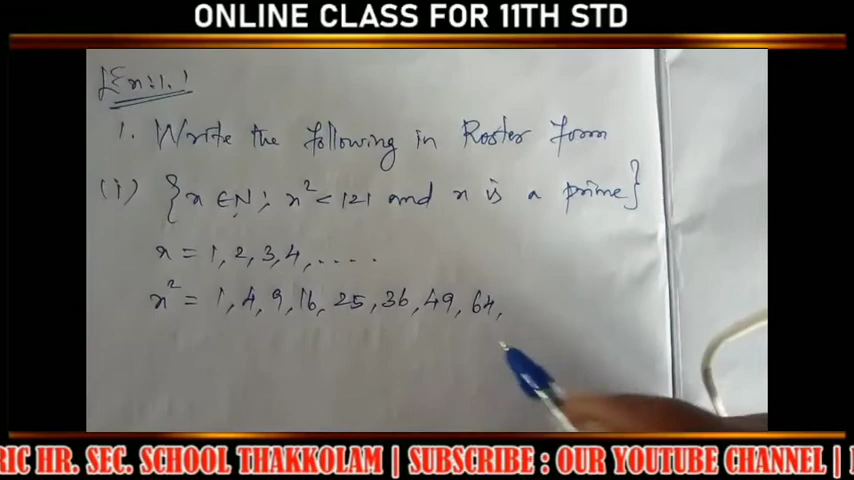 ONLINE CLASS FOR 11TH STD
Ex:1.1
1. Write the following in Roster form
(i) {x ∈ N; x² < 121 and x is a prime}
x = 1, 2, 3, 4, .....
x² = 1, 4, 9, 16, 25, 36, 49, 64,
RIC HR. SEC. SCHOOL THAKKOLAM | SUBSCRIBE : OUR YOUTUBE CHANNEL |